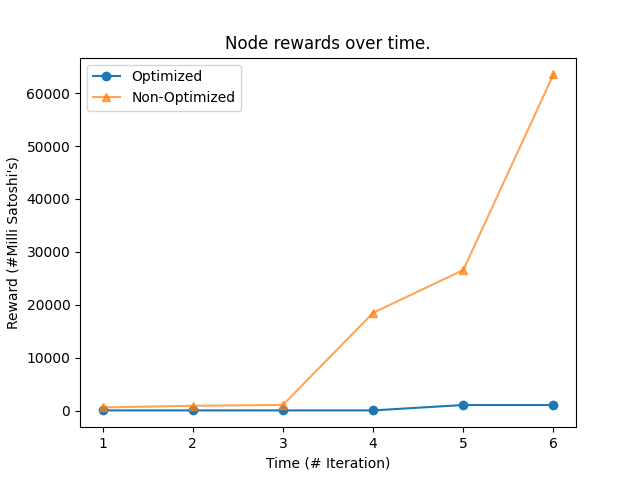 Node rewards over time.
Optimized
Non-Optimized
Reward (#Milli Satoshi's)
60000
50000
40000
30000
20000
10000
0
1 2 3 4 5 6
Time (# Iteration)